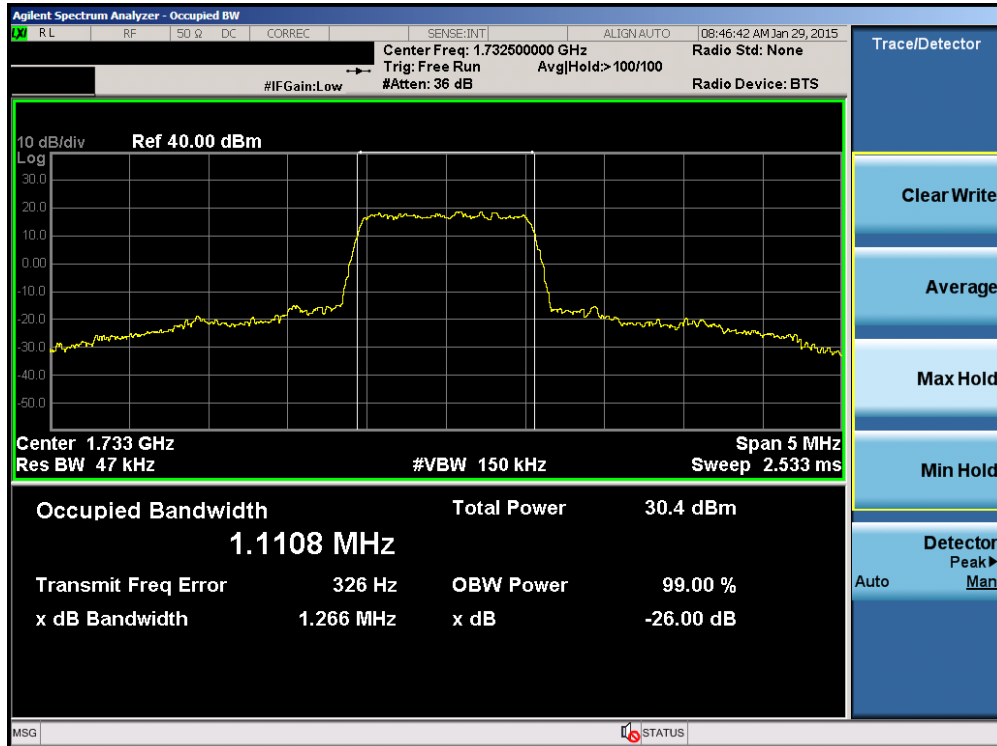 Agilent Spectrum Analyzer - Occupied BW
LXI RL RF 50 Ω DC CORREC SENSE:INT ALIGN AUTO 08:46:42 AM Jan 29, 2015
Center Freq: 1.732500000 GHz Radio Std: None
Trig: Free Run Avg|Hold:>100/100
#IFGain:Low #Atten: 36 dB Radio Device: BTS
10 dB/div Ref 40.00 dBm
Log
30.0
20.0
10.0
0.00
-10.0
-20.0
-30.0
-40.0
-50.0
Center 1.733 GHz Span 5 MHz
Res BW 47 kHz #VBW 150 kHz Sweep 2.533 ms
Occupied Bandwidth Total Power 30.4 dBm
1.1108 MHz
Transmit Freq Error 326 Hz OBW Power 99.00 %
x dB Bandwidth 1.266 MHz x dB -26.00 dB
MSG STATUS
Trace/Detector
Clear Write
Average
Max Hold
Min Hold
Detector
Peak▶
Auto Man